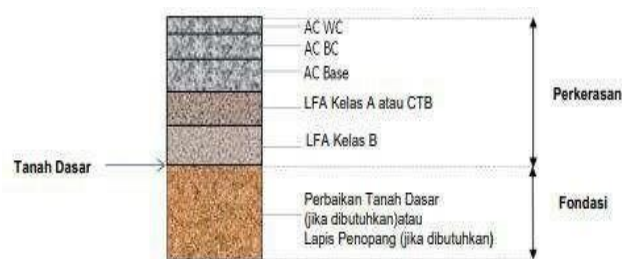 AC WC
AC BC
AC Base
LFA Kelas A atau CTB
Perkerasan
LFA Kelas B
Tanah Dasar
Perbaikan Tanah Dasar
(jika dibutuhkan)atau
Lapis Penopang (jika dibutuhkan)
Fondasi